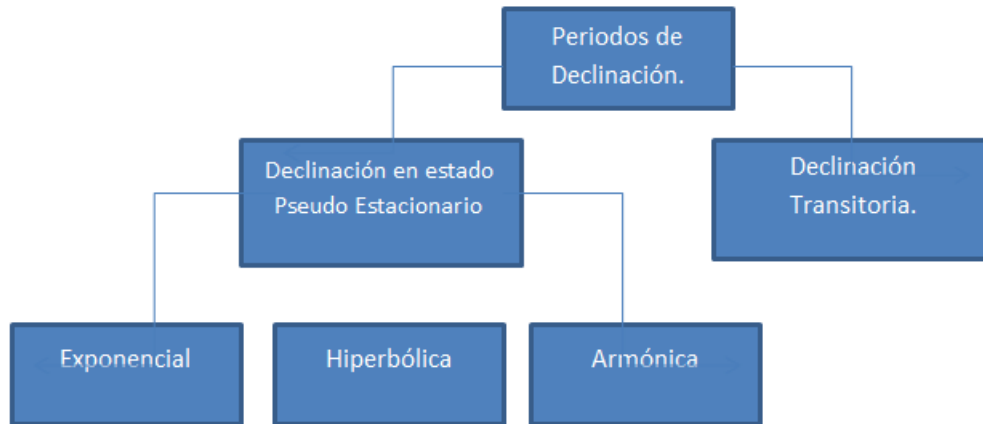 Periodos de
Declinación.
Declinación en estado
Pseudo Estacionario
Declinación
Transitoria.
Exponencial
Hiperbólica
Armónica